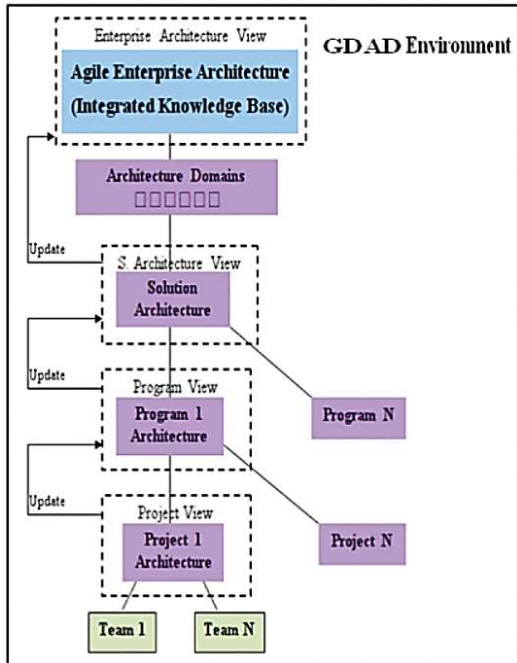 Enterprise Architecture View
GDAD Environment
Agile Enterprise Architecture
(Integrated Knowledge Base)
Architecture Domains
□□□□□□
Update
S. Architecture View
Solution
Architecture
Update
Program View
Program 1
Architecture
Program N
Update
Project View
Project 1
Architecture
Project N
Team 1
Team N